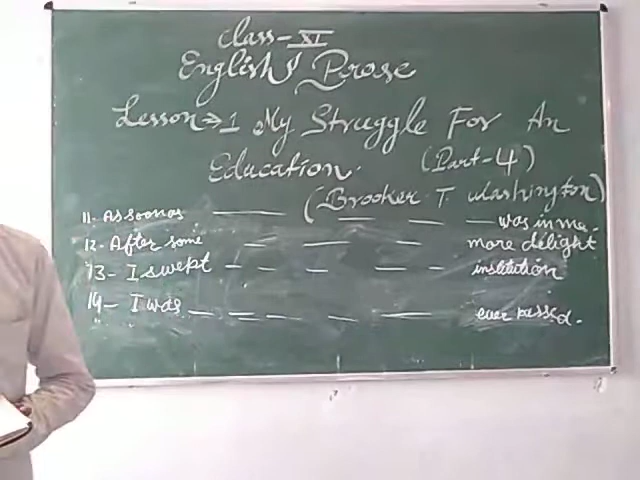 Class - XI
English Prose
Lesson → 1 My Struggle For An
Education. (Part-4)
(Brooker T. Washington)
11. As soon as — — — was in me.
12. After some — — — more delight
13 - I swept — — — — — institution
14 - I was — — — — — — ever passed.